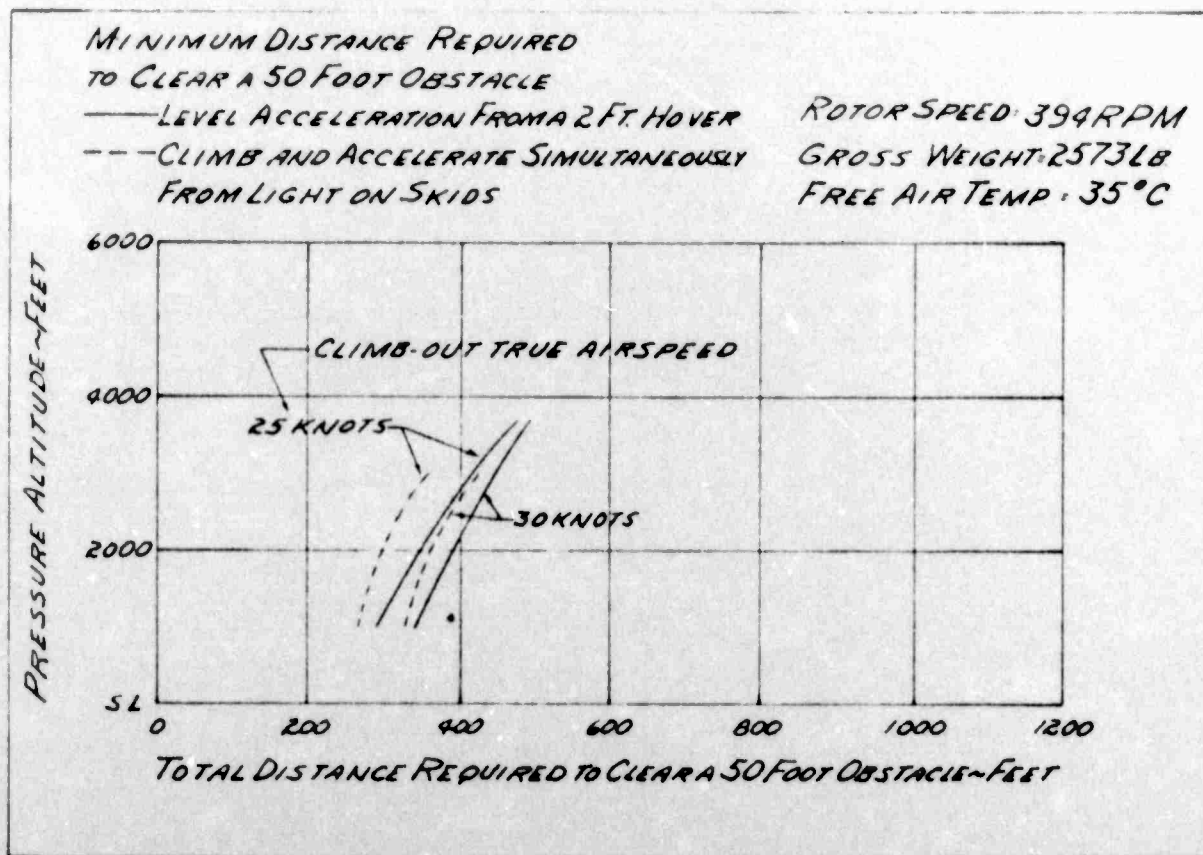 MINIMUM DISTANCE REQUIRED
TO CLEAR A 50 FOOT OBSTACLE
LEVEL ACCELERATION FROM A 2 FT. HOVER
CLIMB AND ACCELERATE SIMULTANEOUSLY
FROM LIGHT ON SKIDS
ROTOR SPEED: 394 RPM
GROSS WEIGHT: 2573 LB
FREE AIR TEMP: 35°C
PRESSURE ALTITUDE~FEET
6000
4000
2000
SL
CLIMB-OUT TRUE AIRSPEED
25 KNOTS
30 KNOTS
0 200 400 600 800 1000 1200
TOTAL DISTANCE REQUIRED TO CLEAR A 50 FOOT OBSTACLE~FEET